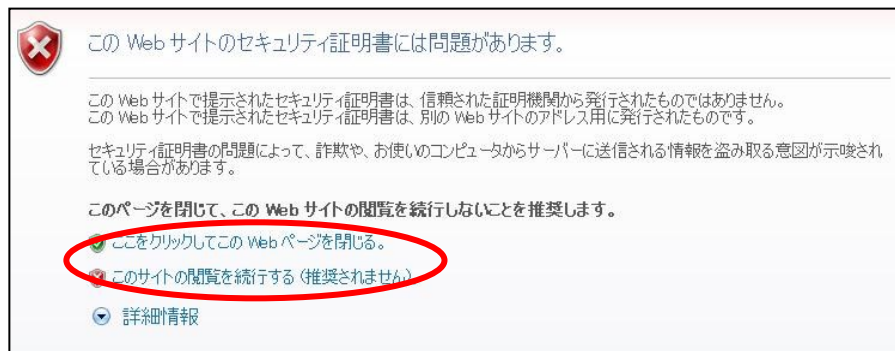 この Web サイトのセキュリティ証明書には問題があります。
この Web サイトで提示されたセキュリティ証明書は、信頼された証明機関から発行されたものではありません。
この Web サイトで提示されたセキュリティ証明書は、別の Web サイトのアドレス用に発行されたものです。
セキュリティ証明書の問題によって、詐欺や、お使いのコンピュータからサーバーに送信される情報を盗み取る意図が示唆され
ている場合があります。
このページを閉じて、この Web サイトの閲覧を続行しないことを推奨します。
ここをクリックしてこの Web ページを閉じる。
このサイトの閲覧を続行する (推奨されません)
詳細情報